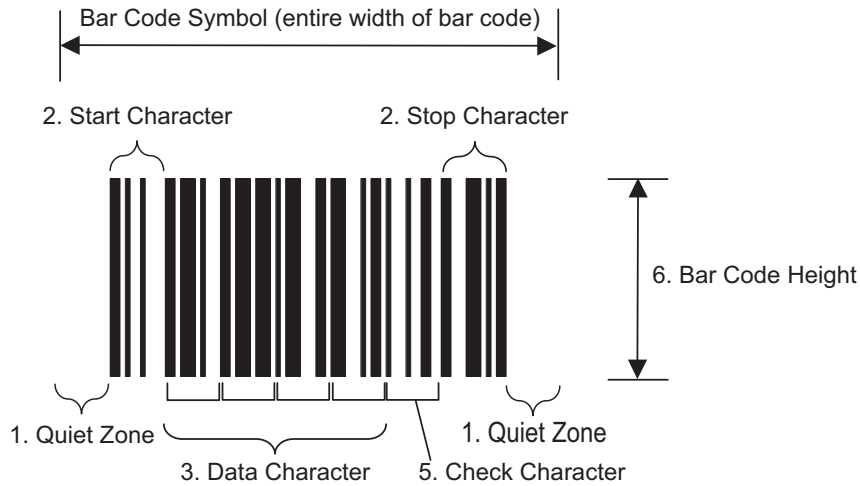 Bar Code Symbol (entire width of bar code)
2. Start Character
2. Stop Character
6. Bar Code Height
1. Quiet Zone
1. Quiet Zone
3. Data Character
5. Check Character